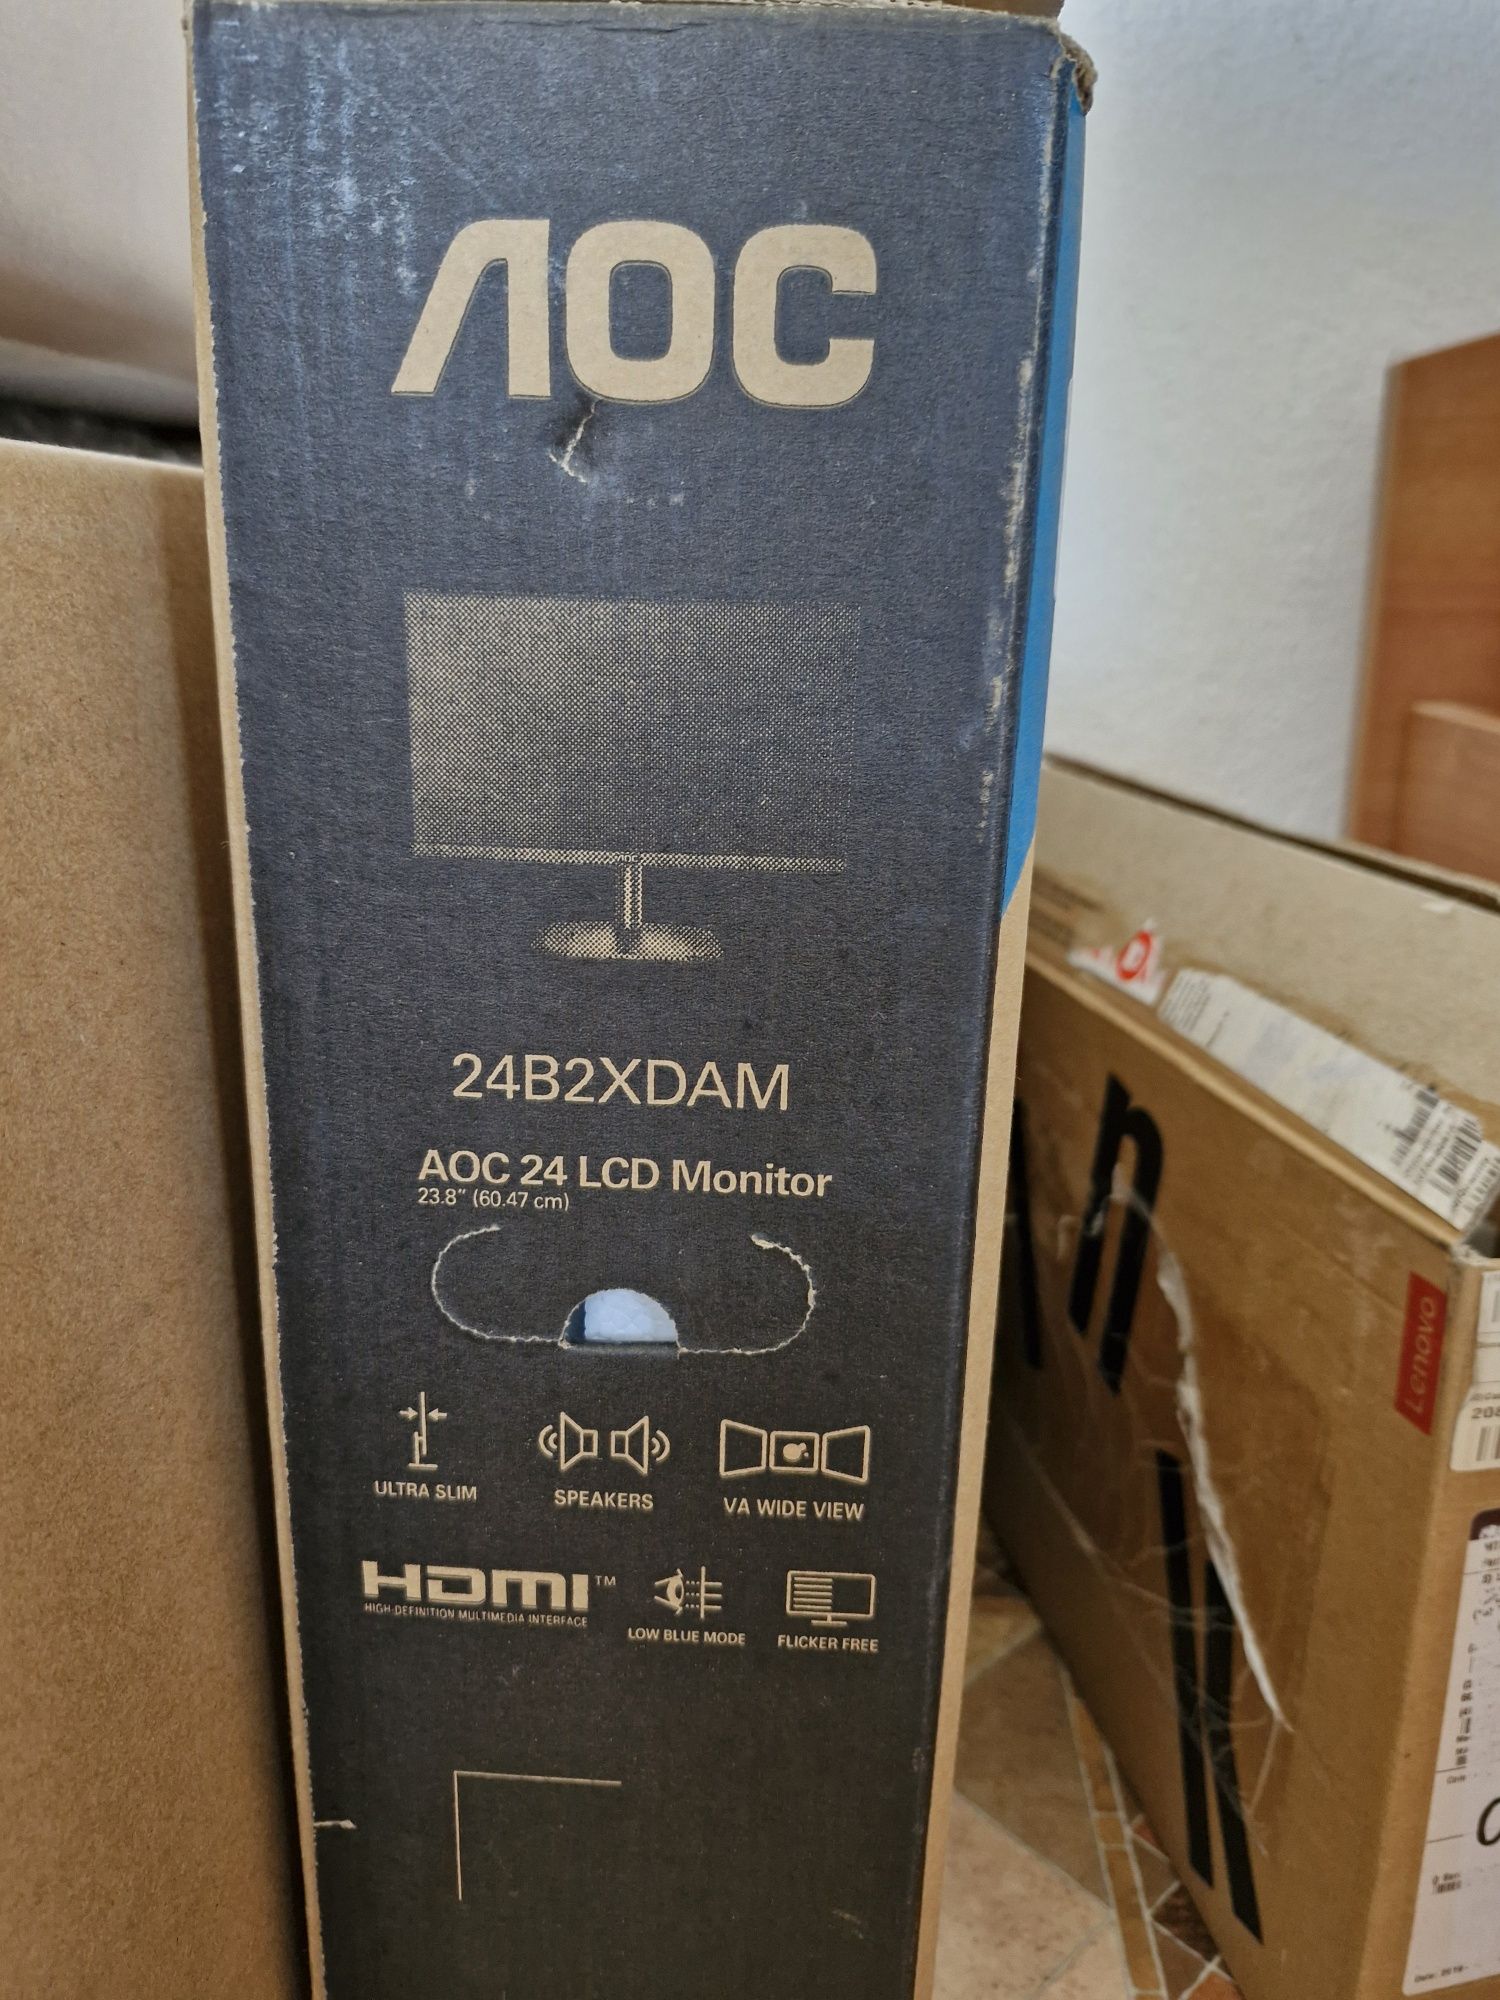 AOC
AOC
24B2XDAM
AOC 24 LCD Monitor
23.8" (60.47 cm)
ULTRA SLIM
SPEAKERS
VA WIDE VIEW
HDMI™
HIGH-DEFINITION MULTIMEDIA INTERFACE
LOW BLUE MODE
FLICKER FREE
Lenovo